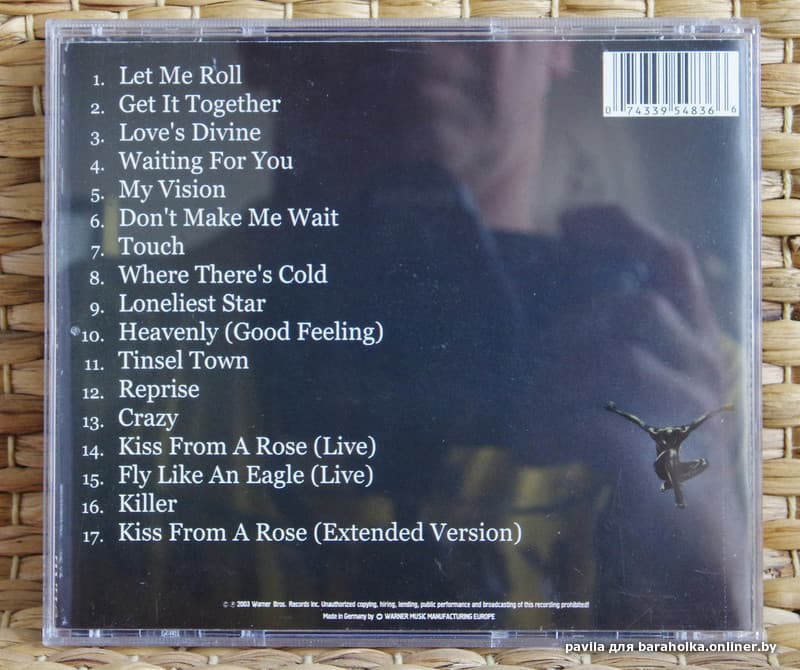 1. Let Me Roll
2. Get It Together
3. Love's Divine
4. Waiting For You
5. My Vision
6. Don't Make Me Wait
7. Touch
8. Where There's Cold
9. Loneliest Star
10. Heavenly (Good Feeling)
11. Tinsel Town
12. Reprise
13. Crazy
14. Kiss From A Rose (Live)
15. Fly Like An Eagle (Live)
16. Killer
17. Kiss From A Rose (Extended Version)
0 74339 54836 6
© ℗ 2003 Warner Bros. Records Inc. Unauthorized copying, hiring, lending, public performance and broadcasting of this recording prohibited!
Made in Germany by WARNER MUSIC MANUFACTURING EUROPE
pavila для baraholka.onliner.by